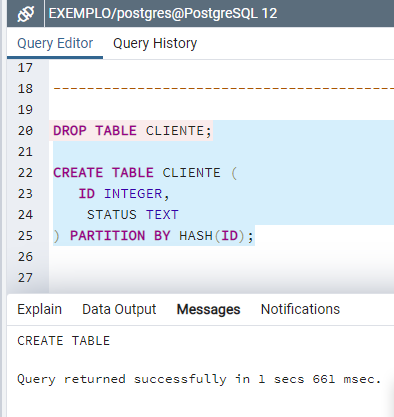 EXEMPLO/postgres@PostgreSQL 12
Query Editor Query History
17
18 --------------------------------------------
19
20 DROP TABLE CLIENTE;
21
22 CREATE TABLE CLIENTE (
23 ID INTEGER,
24 STATUS TEXT
25 ) PARTITION BY HASH(ID);
26
27
Explain Data Output Messages Notifications
CREATE TABLE
Query returned successfully in 1 secs 661 msec.